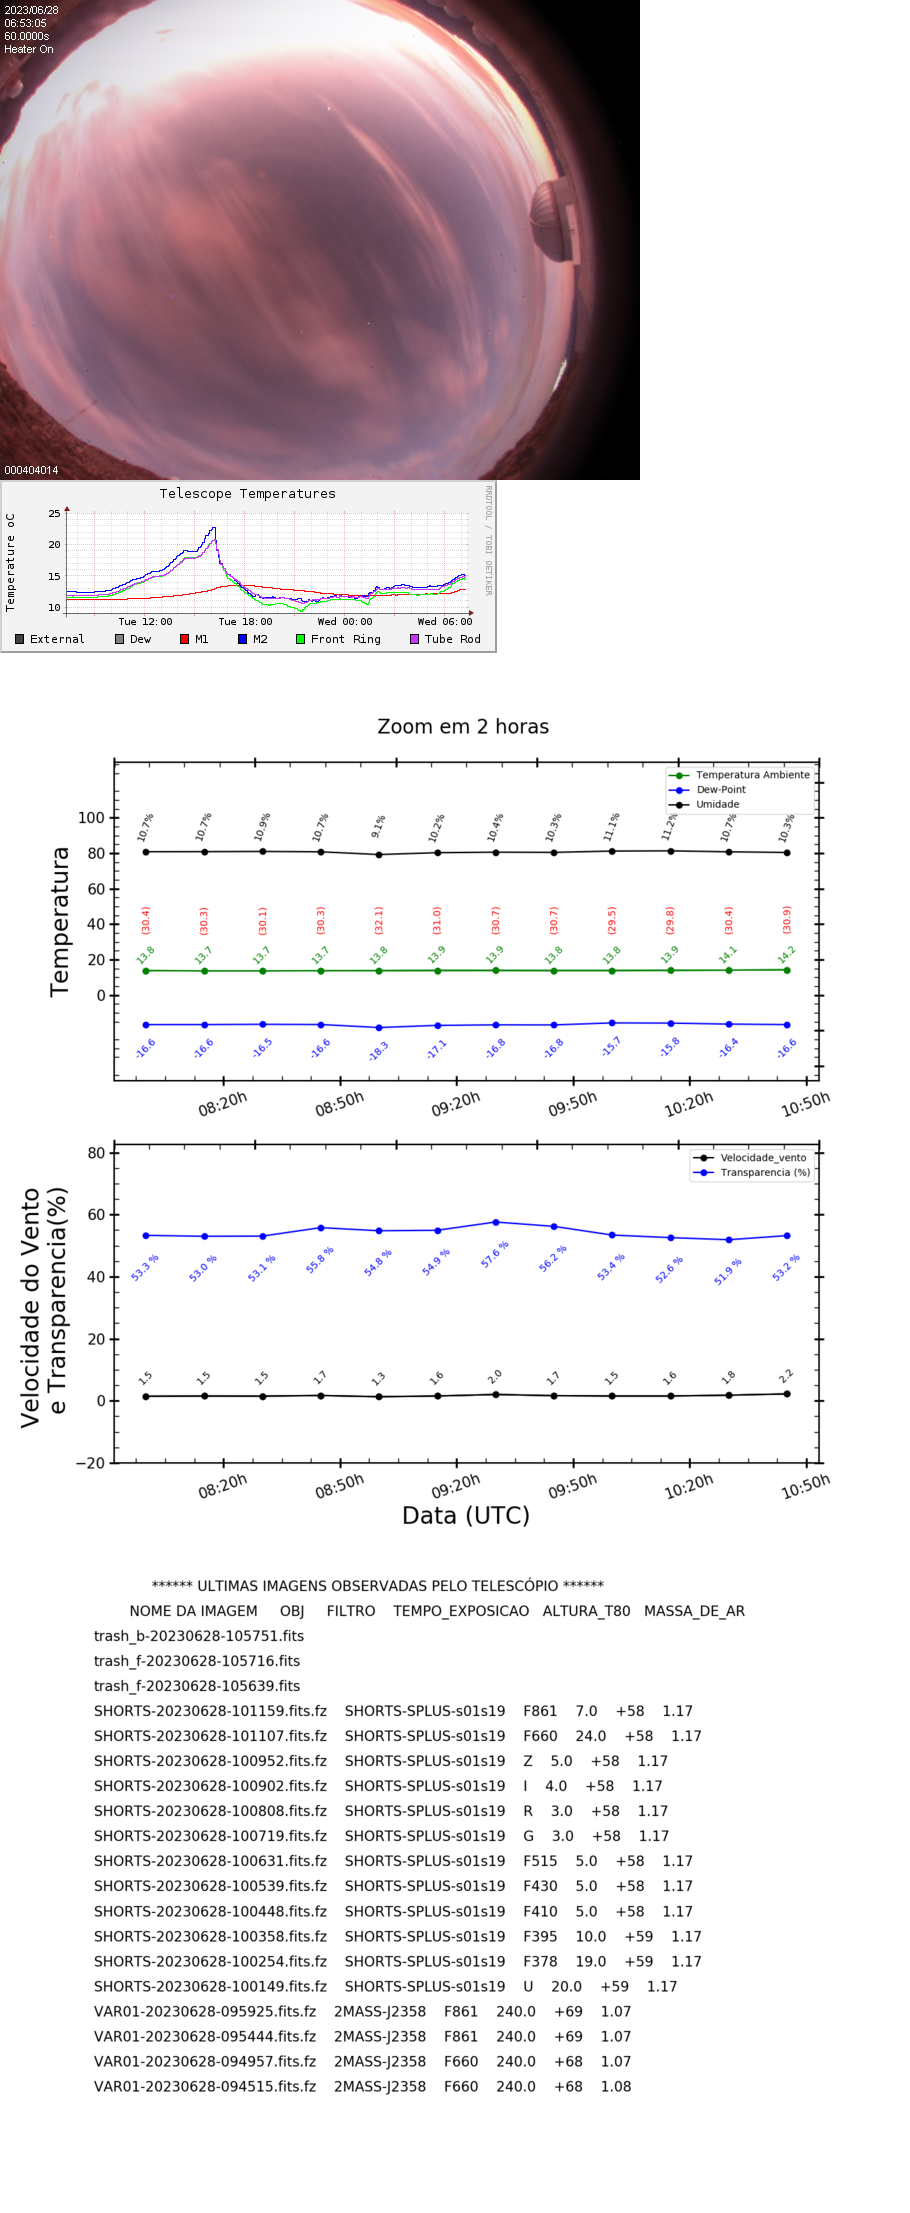 2023/06/28
06:53:05
60.0000s
Heater On
000404014
Telescope Temperatures
RRDTOOL / TOBI OETIKER
Temperature oC
25
20
15
10
Tue 12:00 Tue 18:00 Wed 00:00 Wed 06:00
External Dew M1 M2 Front Ring Tube Rod
Zoom em 2 horas
Temperatura Ambiente
Dew-Point
Umidade
Temperatura
100
80
60
40
20
0
10.7% 10.7% 10.9% 10.7% 9.1% 10.2% 10.4% 10.3% 11.1% 11.2% 10.7% 10.3%
(30.4) (30.3) (30.1) (30.3) (32.1) (31.0) (30.7) (30.7) (29.5) (29.8) (30.4) (30.9)
13.8 13.7 13.7 13.7 13.8 13.9 13.9 13.8 13.8 13.9 14.1 14.2
-16.6 -16.6 -16.5 -16.6 -18.3 -17.1 -16.8 -16.8 -15.7 -15.8 -16.4 -16.6
08:20h 08:50h 09:20h 09:50h 10:20h 10:50h
Velocidade_vento
Transparencia (%)
Velocidade do Vento
e Transparencia(%)
80
60
40
20
0
−20
53.3 % 53.0 % 53.1 % 55.8 % 54.8 % 54.9 % 57.6 % 56.2 % 53.4 % 52.6 % 51.9 % 53.2 %
1.5 1.5 1.5 1.7 1.3 1.6 2.0 1.7 1.5 1.6 1.8 2.2
08:20h 08:50h 09:20h 09:50h 10:20h 10:50h
Data (UTC)
****** ULTIMAS IMAGENS OBSERVADAS PELO TELESCÓPIO ******
NOME DA IMAGEM OBJ FILTRO TEMPO_EXPOSICAO ALTURA_T80 MASSA_DE_AR
trash_b-20230628-105751.fits
trash_f-20230628-105716.fits
trash_f-20230628-105639.fits
SHORTS-20230628-101159.fits.fz SHORTS-SPLUS-s01s19 F861 7.0 +58 1.17
SHORTS-20230628-101107.fits.fz SHORTS-SPLUS-s01s19 F660 24.0 +58 1.17
SHORTS-20230628-100952.fits.fz SHORTS-SPLUS-s01s19 Z 5.0 +58 1.17
SHORTS-20230628-100902.fits.fz SHORTS-SPLUS-s01s19 I 4.0 +58 1.17
SHORTS-20230628-100808.fits.fz SHORTS-SPLUS-s01s19 R 3.0 +58 1.17
SHORTS-20230628-100719.fits.fz SHORTS-SPLUS-s01s19 G 3.0 +58 1.17
SHORTS-20230628-100631.fits.fz SHORTS-SPLUS-s01s19 F515 5.0 +58 1.17
SHORTS-20230628-100539.fits.fz SHORTS-SPLUS-s01s19 F430 5.0 +58 1.17
SHORTS-20230628-100448.fits.fz SHORTS-SPLUS-s01s19 F410 5.0 +58 1.17
SHORTS-20230628-100358.fits.fz SHORTS-SPLUS-s01s19 F395 10.0 +59 1.17
SHORTS-20230628-100254.fits.fz SHORTS-SPLUS-s01s19 F378 19.0 +59 1.17
SHORTS-20230628-100149.fits.fz SHORTS-SPLUS-s01s19 U 20.0 +59 1.17
VAR01-20230628-095925.fits.fz 2MASS-J2358 F861 240.0 +69 1.07
VAR01-20230628-095444.fits.fz 2MASS-J2358 F861 240.0 +69 1.07
VAR01-20230628-094957.fits.fz 2MASS-J2358 F660 240.0 +68 1.07
VAR01-20230628-094515.fits.fz 2MASS-J2358 F660 240.0 +68 1.08